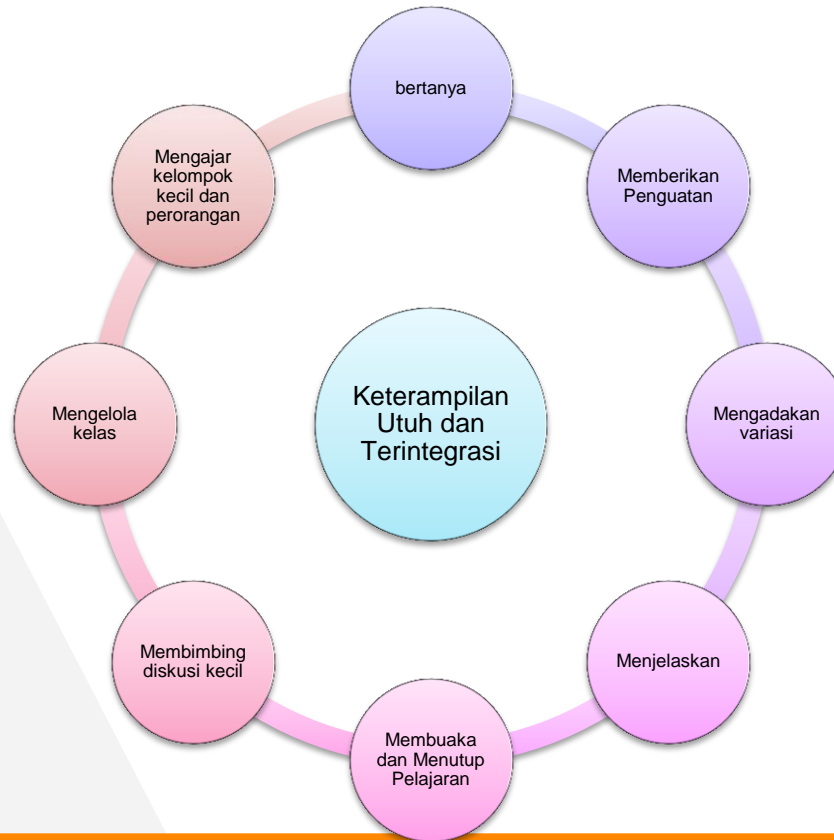 bertanya
Memberikan
Penguatan
Mengadakan
variasi
Menjelaskan
Membuaka
dan Menutup
Pelajaran
Membimbing
diskusi kecil
Mengelola
kelas
Mengajar
kelompok
kecil dan
perorangan
Keterampilan
Utuh dan
Terintegrasi